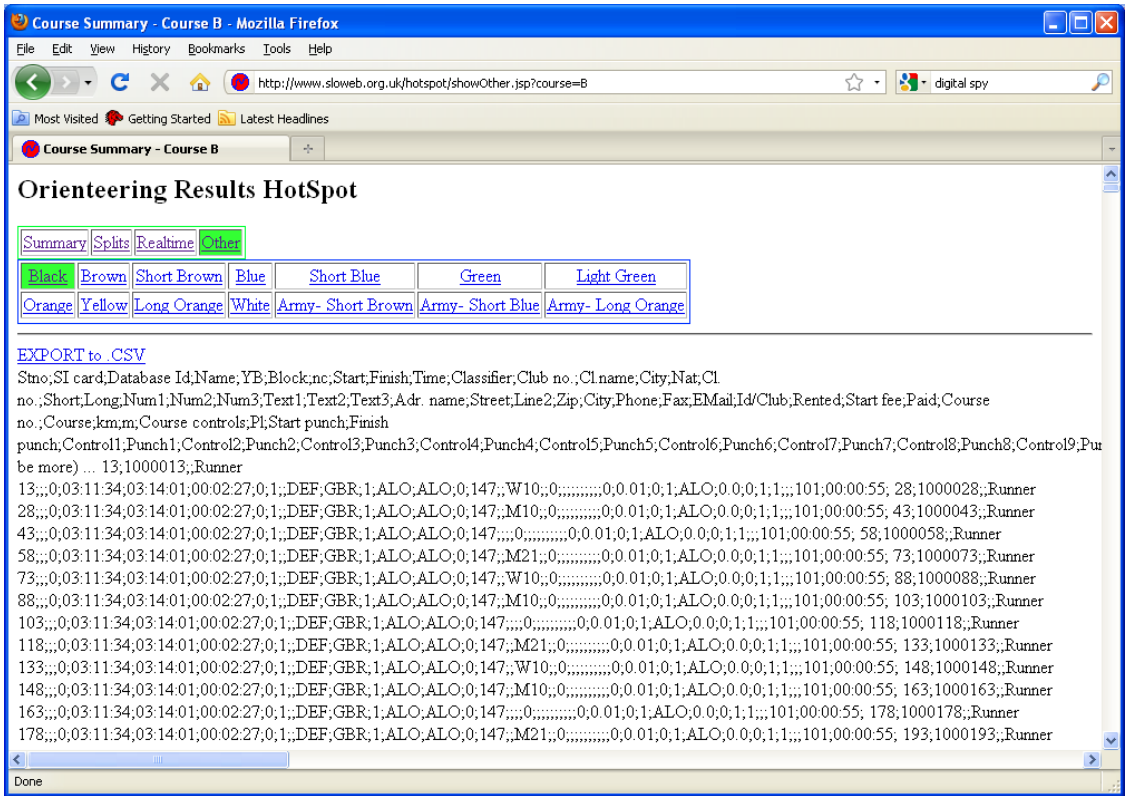 Course Summary - Course B - Mozilla Firefox
File Edit View History Bookmarks Tools Help
http://www.sloweb.org.uk/hotspot/showOther.jsp?course=B digital spy
Most Visited Getting Started Latest Headlines
Course Summary - Course B
Orienteering Results HotSpot
Summary Splits Realtime Other
Black Brown Short Brown Blue Short Blue Green Light Green
Orange Yellow Long Orange White Army- Short Brown Army- Short Blue Army- Long Orange
EXPORT to .CSV
Stno;SI card;Database Id;Name;YB;Block;nc;Start;Finish;Time;Classifier;Club no.;Cl.name;City;Nat;Cl.
no.;Short;Long;Num1;Num2;Num3;Text1;Text2;Text3;Adr. name;Street;Line2;Zip;City;Phone;Fax;EMail;Id/Club;Rented;Start fee;Paid;Course
no.;Course;km;m;Course controls;Pl;Start punch;Finish
punch;Control1;Punch1;Control2;Punch2;Control3;Punch3;Control4;Punch4;Control5;Punch5;Control6;Punch6;Control7;Punch7;Control8;Punch8;Control9;Pun
be more) ... 13;1000013;;Runner
13;;;0;03:11:34;03:14:01;00:02:27;0;1;;DEF;GBR;1;ALO;ALO;0;147;;W10;;0;;;;;;;;;;0;0.01;0;1;ALO;0.0;0;1;1;;;101;00:00:55; 28;1000028;;Runner
28;;;0;03:11:34;03:14:01;00:02:27;0;1;;DEF;GBR;1;ALO;ALO;0;147;;M10;;0;;;;;;;;;;0;0.01;0;1;ALO;0.0;0;1;1;;;101;00:00:55; 43;1000043;;Runner
43;;;0;03:11:34;03:14:01;00:02:27;0;1;;DEF;GBR;1;ALO;ALO;0;147;;;;0;;;;;;;;;;0;0.01;0;1;ALO;0.0;0;1;1;;;101;00:00:55; 58;1000058;;Runner
58;;;0;03:11:34;03:14:01;00:02:27;0;1;;DEF;GBR;1;ALO;ALO;0;147;;M21;;0;;;;;;;;;;0;0.01;0;1;ALO;0.0;0;1;1;;;101;00:00:55; 73;1000073;;Runner
73;;;0;03:11:34;03:14:01;00:02:27;0;1;;DEF;GBR;1;ALO;ALO;0;147;;W10;;0;;;;;;;;;;0;0.01;0;1;ALO;0.0;0;1;1;;;101;00:00:55; 88;1000088;;Runner
88;;;0;03:11:34;03:14:01;00:02:27;0;1;;DEF;GBR;1;ALO;ALO;0;147;;M10;;0;;;;;;;;;;0;0.01;0;1;ALO;0.0;0;1;1;;;101;00:00:55; 103;1000103;;Runner
103;;;0;03:11:34;03:14:01;00:02:27;0;1;;DEF;GBR;1;ALO;ALO;0;147;;;;0;;;;;;;;;;0;0.01;0;1;ALO;0.0;0;1;1;;;101;00:00:55; 118;1000118;;Runner
118;;;0;03:11:34;03:14:01;00:02:27;0;1;;DEF;GBR;1;ALO;ALO;0;147;;M21;;0;;;;;;;;;;0;0.01;0;1;ALO;0.0;0;1;1;;;101;00:00:55; 133;1000133;;Runner
133;;;0;03:11:34;03:14:01;00:02:27;0;1;;DEF;GBR;1;ALO;ALO;0;147;;W10;;0;;;;;;;;;;0;0.01;0;1;ALO;0.0;0;1;1;;;101;00:00:55; 148;1000148;;Runner
148;;;0;03:11:34;03:14:01;00:02:27;0;1;;DEF;GBR;1;ALO;ALO;0;147;;M10;;0;;;;;;;;;;0;0.01;0;1;ALO;0.0;0;1;1;;;101;00:00:55; 163;1000163;;Runner
163;;;0;03:11:34;03:14:01;00:02:27;0;1;;DEF;GBR;1;ALO;ALO;0;147;;;;0;;;;;;;;;;0;0.01;0;1;ALO;0.0;0;1;1;;;101;00:00:55; 178;1000178;;Runner
178;;;0;03:11:34;03:14:01;00:02:27;0;1;;DEF;GBR;1;ALO;ALO;0;147;;M21;;0;;;;;;;;;;0;0.01;0;1;ALO;0.0;0;1;1;;;101;00:00:55; 193;1000193;;Runner
Done